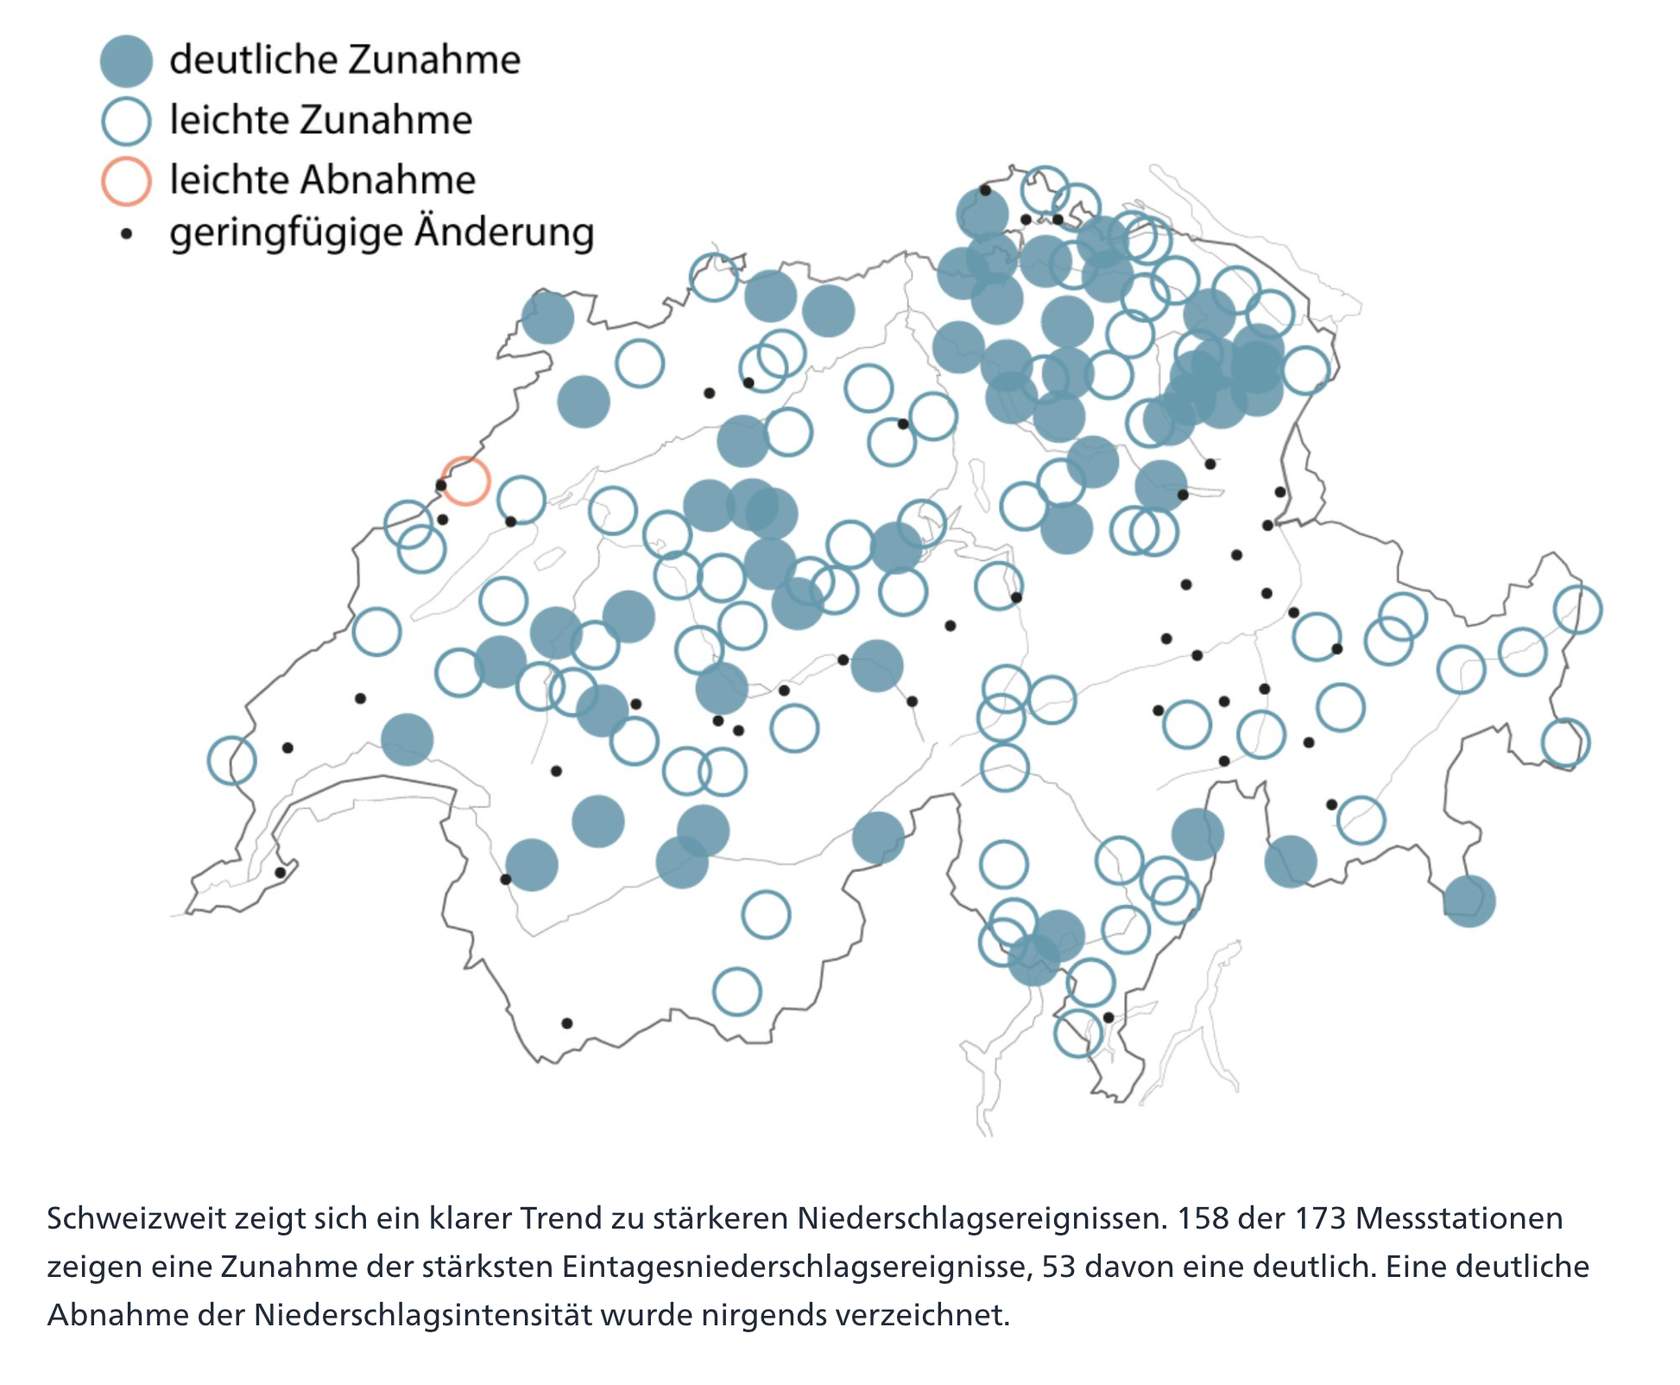 deutliche Zunahme
leichte Zunahme
leichte Abnahme
geringfügige Änderung
Schweizweit zeigt sich ein klarer Trend zu stärkeren Niederschlagsereignissen. 158 der 173 Messstationen
zeigen eine Zunahme der stärksten Eintagesniederschlagsereignisse, 53 davon eine deutlich. Eine deutliche
Abnahme der Niederschlagsintensität wurde nirgends verzeichnet.